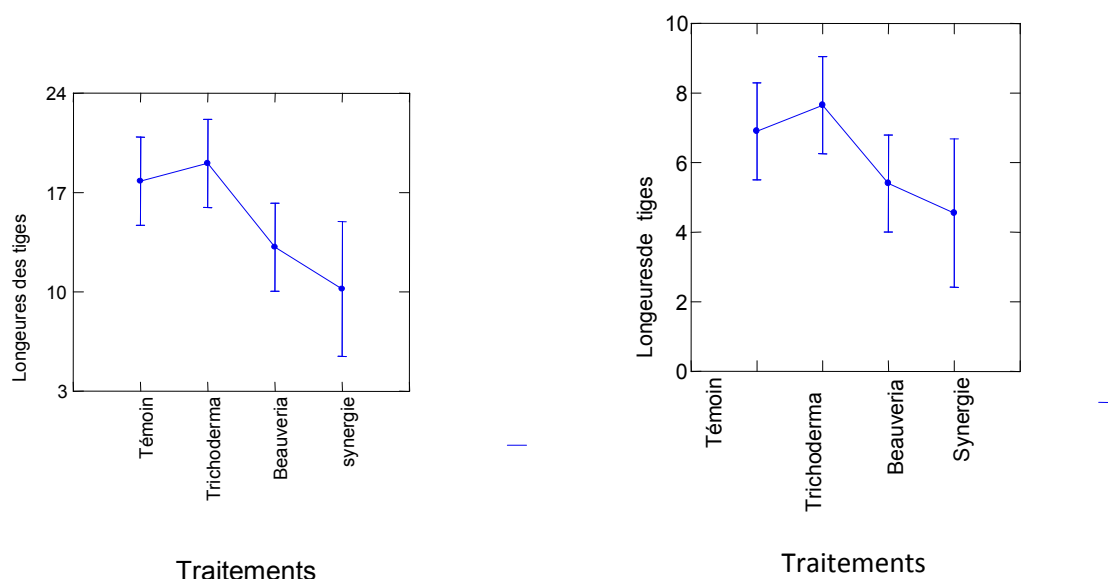 24
17
10
3
Longeures des tiges
Témoin
Trichoderma
Beauveria
synergie
Traitements
10
8
6
4
2
0
Longeuresde tiges
Témoin
Trichoderma
Beauveria
Synergie
Traitements